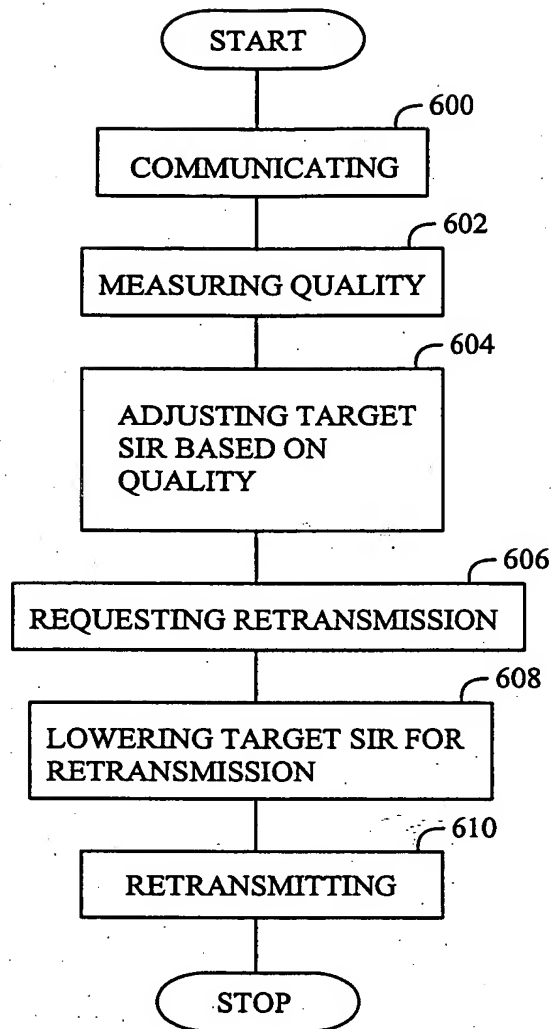 START
600
COMMUNICATING
602
MEASURING QUALITY
604
ADJUSTING TARGET
SIR BASED ON
QUALITY
606
REQUESTING RETRANSMISSION
608
LOWERING TARGET SIR FOR
RETRANSMISSION
610
RETRANSMITTING
STOP